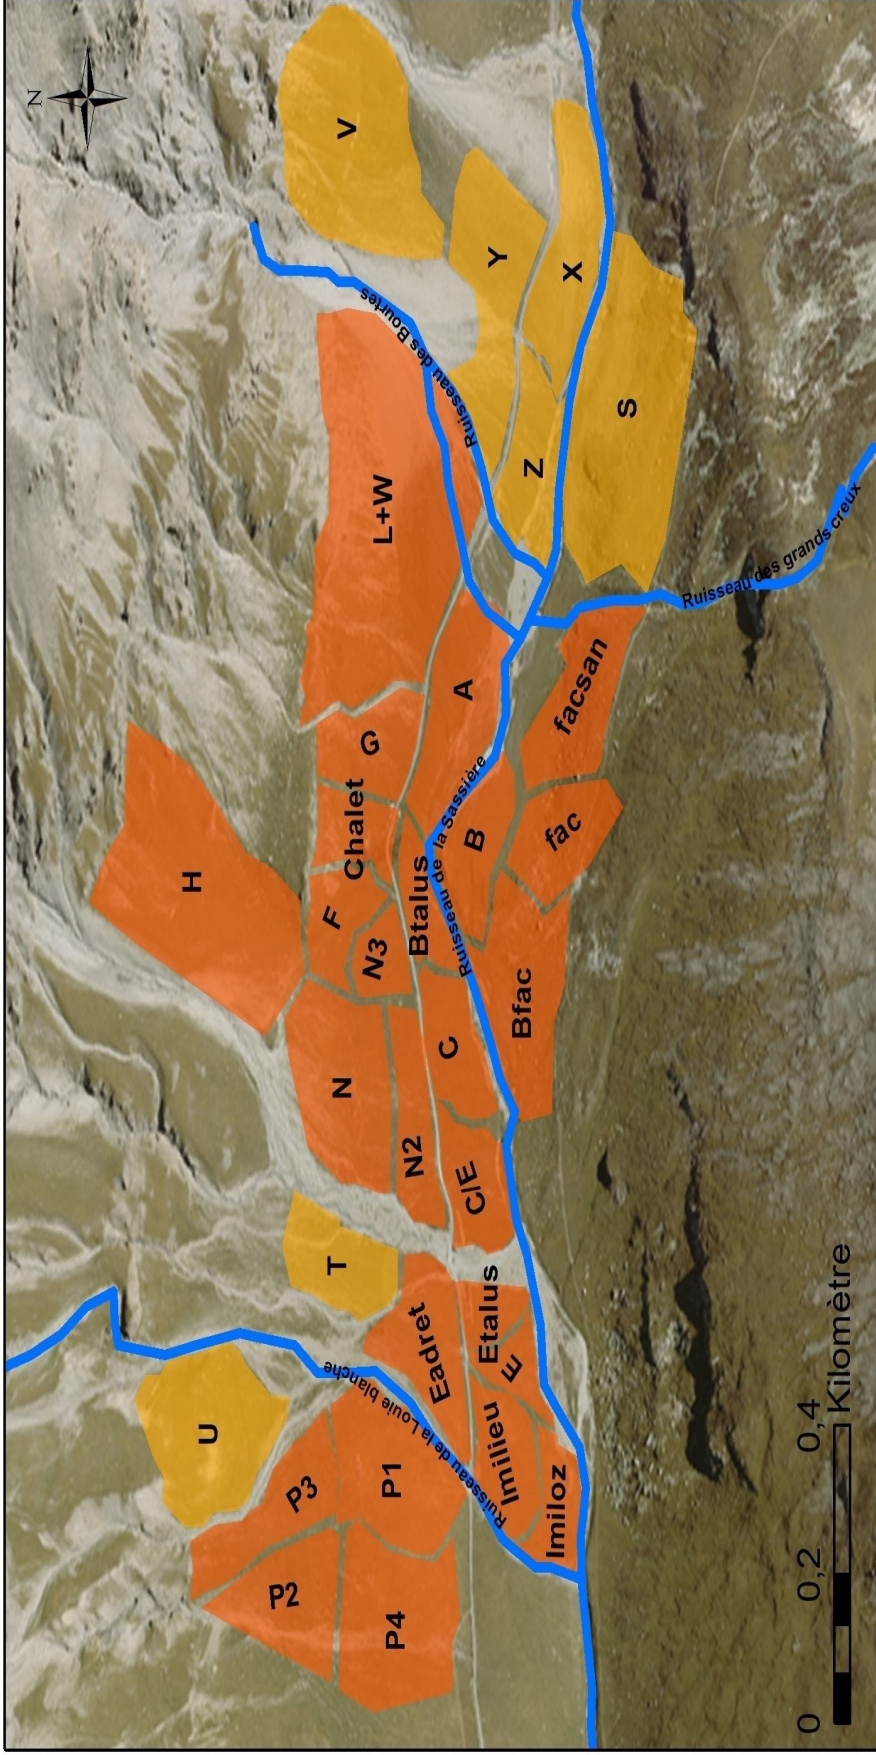 N
V
Y
X
S
Z
Ruisseau des Bourtes
L+W
Ruisseau des grands creux
A
facsan
G
Chalet
H
Btalus
Ruisseau de la Sassière
B
fac
F
N3
Bfac
C
N
N2
C/E
T
Etalus
E
Eadret
Imilieu
Imiloz
Ruisseau de la Louie blanche
U
P3
P1
P2
P4
0 0,2 0,4
Kilomètre